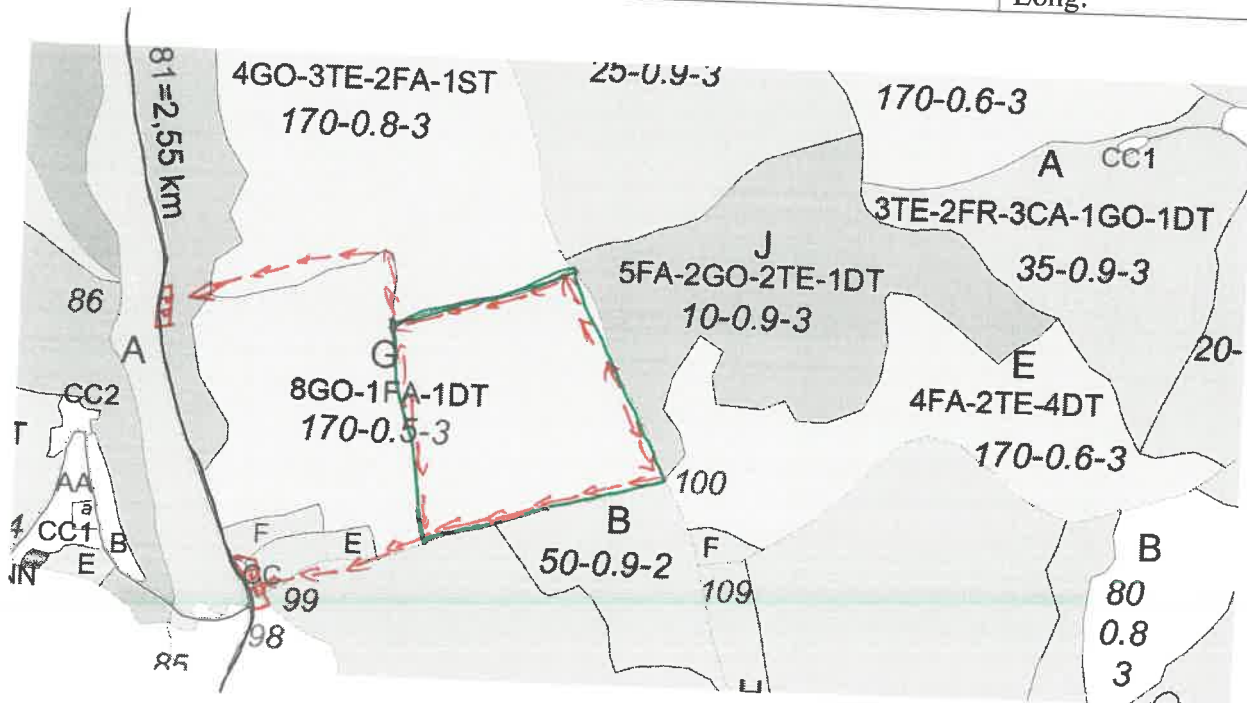 Long.
81=2,55 km
4GO-3TE-2FA-1ST
170-0.8-3
25-0.9-3
170-0.6-3
A
CC1
3TE-2FR-3CA-1GO-1DT
35-0.9-3
J
5FA-2GO-2TE-1DT
10-0.9-3
86
A
G
8GO-1FA-1DT
170-0.5-3
20-
E
4FA-2TE-4DT
170-0.6-3
CC2
T
AA
ā
CC1
4
B
E
F
E
100
B
50-0.9-2
F
109
B
80
0.8
3
CC
99
98
85